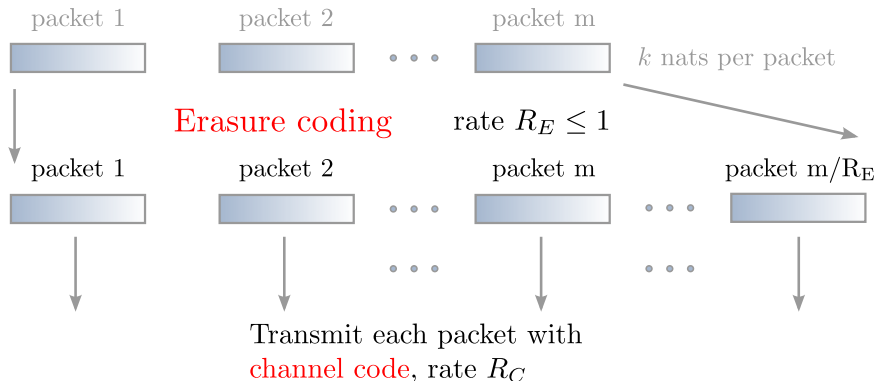 packet 1 packet 2 packet m
k nats per packet
Erasure coding rate R_E ≤ 1
packet 1 packet 2 packet m packet m/R_E
Transmit each packet with
channel code, rate R_C